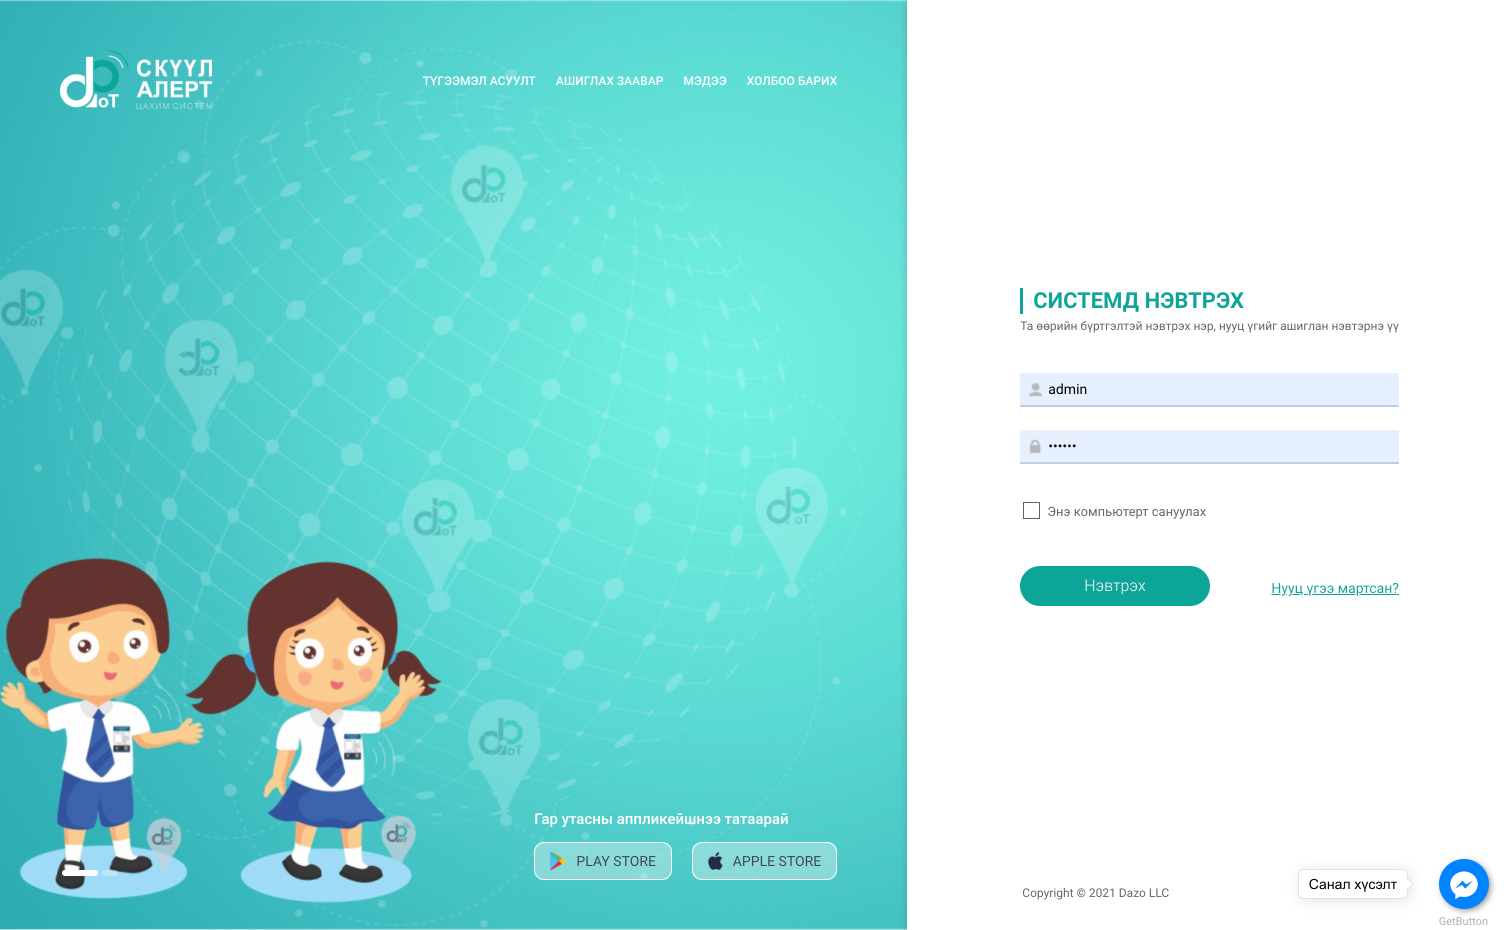 СКҮҮЛ
АЛЕРТ
ЦАХИМ СИСТЕМ
IoT
ТҮГЭЭМЭЛ АСУУЛТ АШИГЛАХ ЗААВАР МЭДЭЭ ХОЛБОО БАРИХ
СИСТЕМД НЭВТРЭХ
Та өөрийн бүртгэлтэй нэвтрэх нэр, нууц үгийг ашиглан нэвтэрнэ үү
admin
••••••
Энэ компьютерт сануулах
Нэвтрэх
Нууц үгээ мартсан?
Гар утасны аппликейшнээ татаарай
PLAY STORE
APPLE STORE
Copyright © 2021 Dazo LLC
Санал хүсэлт
GetButton